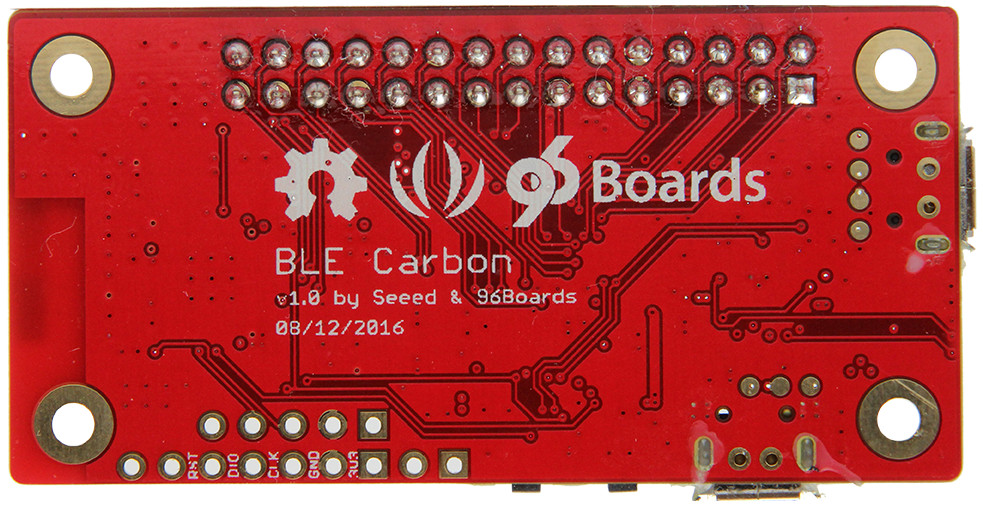 96Boards
BLE Carbon
v1.0 by Seeed & 96Boards
08/12/2016
RST DIO CLK GND 3V3